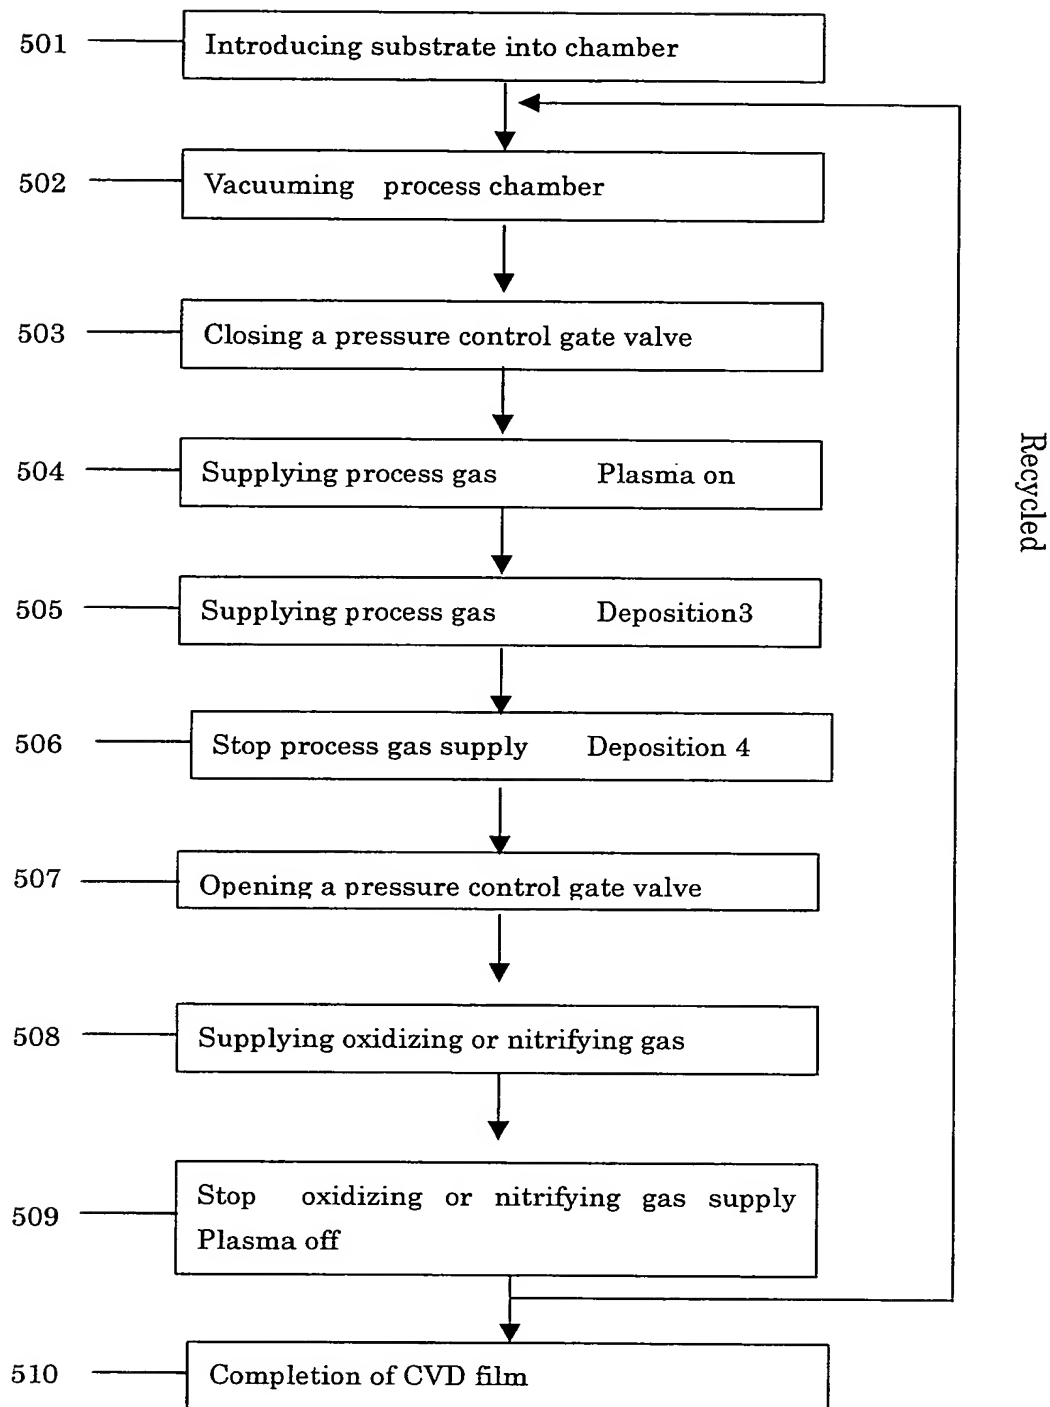 501 Introducing substrate into chamber
502 Vacuuming process chamber
503 Closing a pressure control gate valve
504 Supplying process gas Plasma on
505 Supplying process gas Deposition3
506 Stop process gas supply Deposition 4
507 Opening a pressure control gate valve
508 Supplying oxidizing or nitrifying gas
509 Stop oxidizing or nitrifying gas supply
Plasma off
510 Completion of CVD film
Recycled